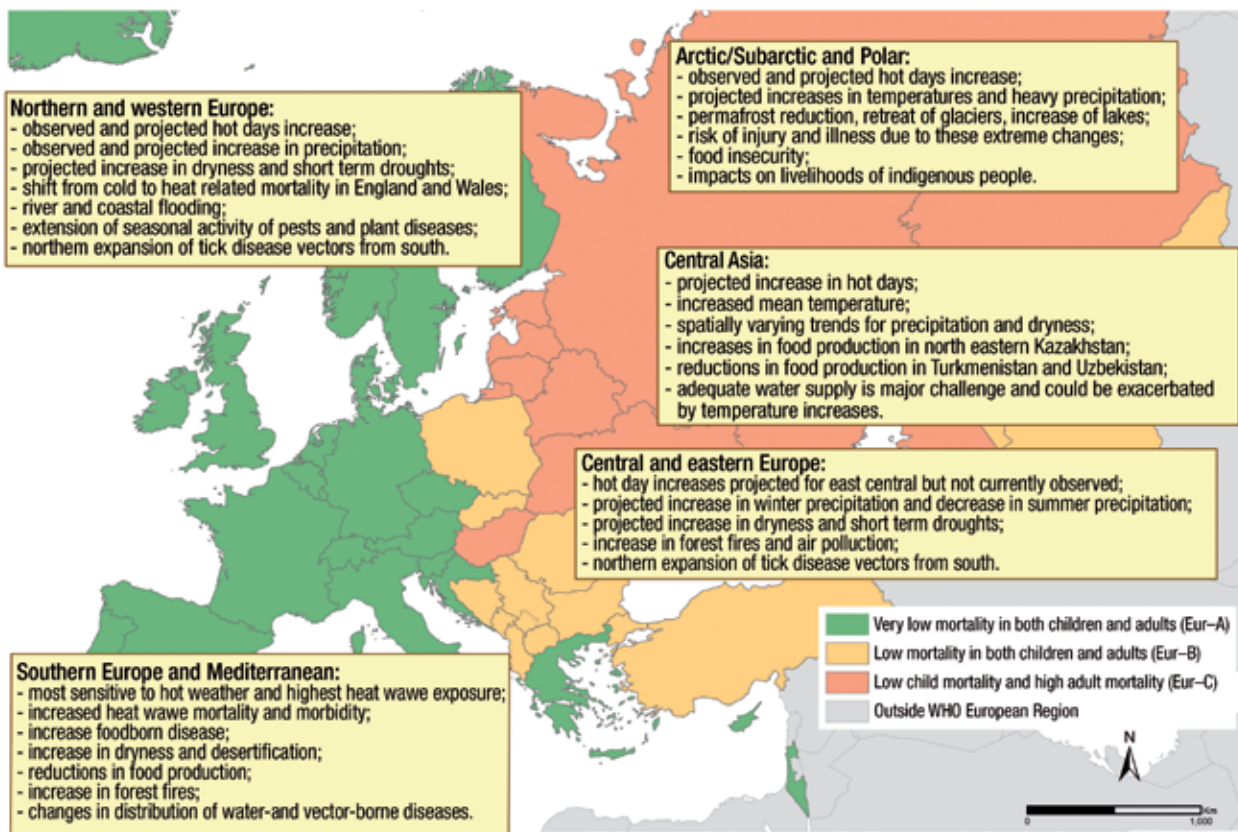 Northern and western Europe:
- observed and projected hot days increase;
- observed and projected increase in precipitation;
- projected increase in dryness and short term droughts;
- shift from cold to heat related mortality in England and Wales;
- river and coastal flooding;
- extension of seasonal activity of pests and plant diseases;
- northem expansion of tick disease vectors from south.
Arctic/Subarctic and Polar:
- observed and projected hot days increase;
- projected increases in temperatures and heavy precipitation;
- permafrost reduction, retreat of glaciers, increase of lakes;
- risk of injury and illness due to these extreme changes;
- food insecurity;
- impacts on livelihoods of indigenous people.
Central Asia:
- projected increase in hot days;
- increased mean temperature;
- spatially varying trends for precipitation and dryness;
- increases in food production in north eastern Kazakhstan;
- reductions in food production in Turkmenistan and Uzbekistan;
- adequate water supply is major challenge and could be exacerbated
by temperature increases.
Central and eastern Europe:
- hot day increases projected for east central but not currently observed;
- projected increase in winter precipitation and decrease in summer precipitation;
- projected increase in dryness and short term droughts;
- increase in forest fires and air polluction;
- northern expansion of tick disease vectors from south.
Southern Europe and Mediterranean:
- most sensitive to hot weather and highest heat wawe exposure;
- increased heat wawe mortality and morbidity;
- increase foodborn disease;
- increase in dryness and desertification;
- reductions in food production;
- increase in forest fires;
- changes in distribution of water-and vector-borne diseases.
Very low mortality in both children and adults (Eur–A)
Low mortality in both children and adults (Eur–B)
Low child mortality and high adult mortality (Eur–C)
Outside WHO European Region
N
Km
0 1,000